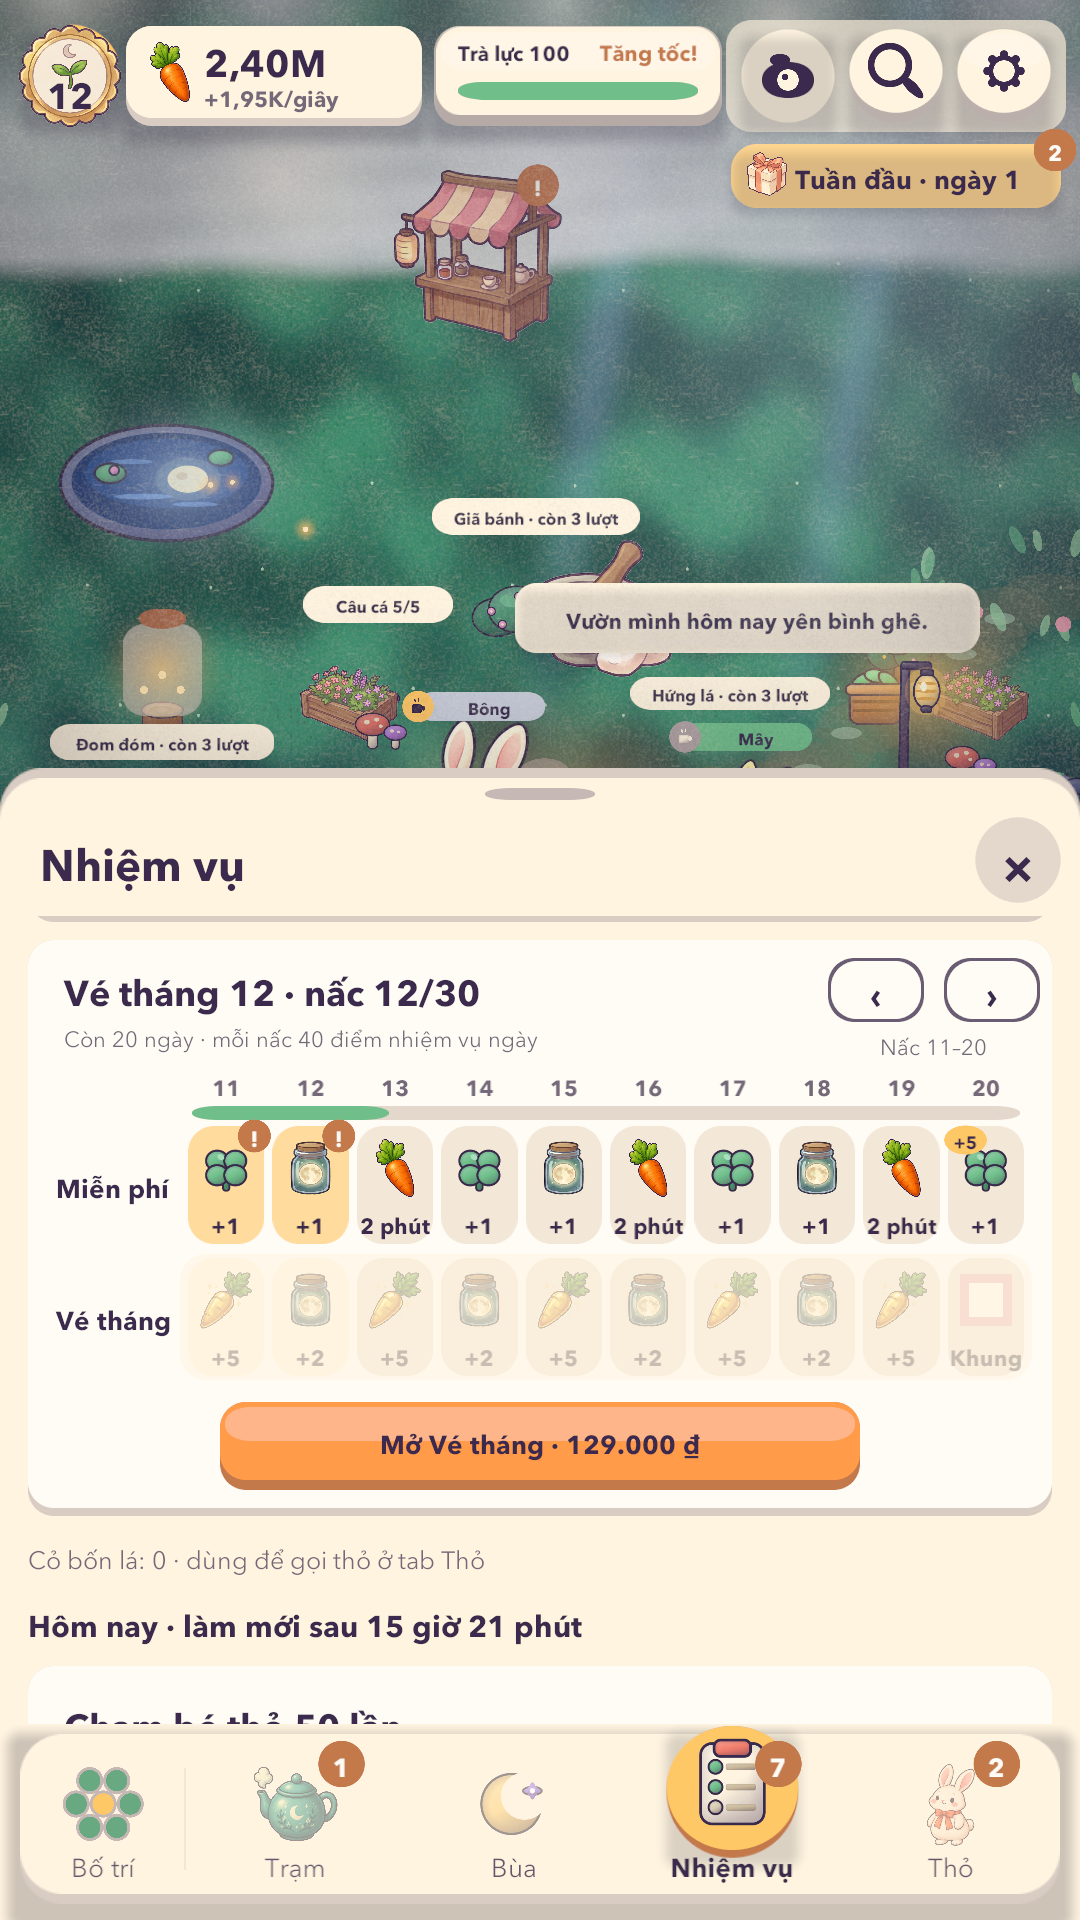 12
2,40M
+1,95K/giây
Trà lực 100
Tăng tốc!
2
Tuần đầu · ngày 1
!
Giã bánh · còn 3 lượt
Câu cá 5/5
Vườn mình hôm nay yên bình ghê.
Hứng lá · còn 3 lượt
Bông
Mây
Đom đóm · còn 3 lượt
Nhiệm vụ
×
Vé tháng 12 · nấc 12/30
‹ ›
Còn 20 ngày · mỗi nấc 40 điểm nhiệm vụ ngày
Nấc 11–20
11 12 13 14 15 16 17 18 19 20
! ! +5
Miễn phí
+1 +1 2 phút +1 +1 2 phút +1 +1 2 phút +1
Vé tháng
+5 +2 +5 +2 +5 +2 +5 +2 +5 Khung
Mở Vé tháng · 129.000 ₫
Cỏ bốn lá: 0 · dùng để gọi thỏ ở tab Thỏ
Hôm nay · làm mới sau 15 giờ 21 phút
Chạm bé thỏ 50 lần
1 7 2
Bố trí Trạm Bùa Nhiệm vụ Thỏ